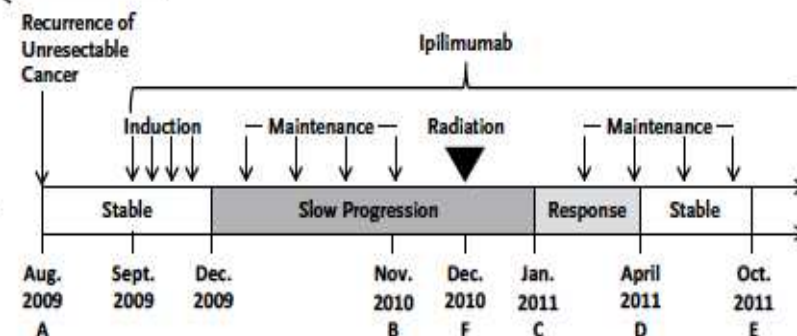 Recurrence of
Unresectable
Cancer
Ipilimumab
Induction
Maintenance
Radiation
Maintenance
Stable
Slow Progression
Response
Stable
Aug.
2009
A
Sept.
2009
Dec.
2009
Nov.
2010
B
Dec.
2010
F
Jan.
2011
C
April
2011
D
Oct.
2011
E